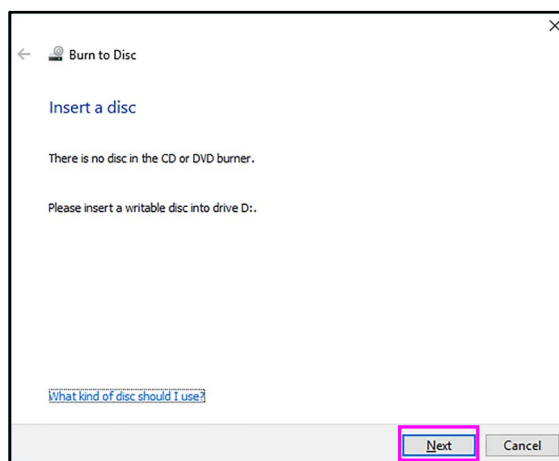 Burn to Disc
Insert a disc
There is no disc in the CD or DVD burner.
Please insert a writable disc into drive D:.
What kind of disc should I use?
Next
Cancel